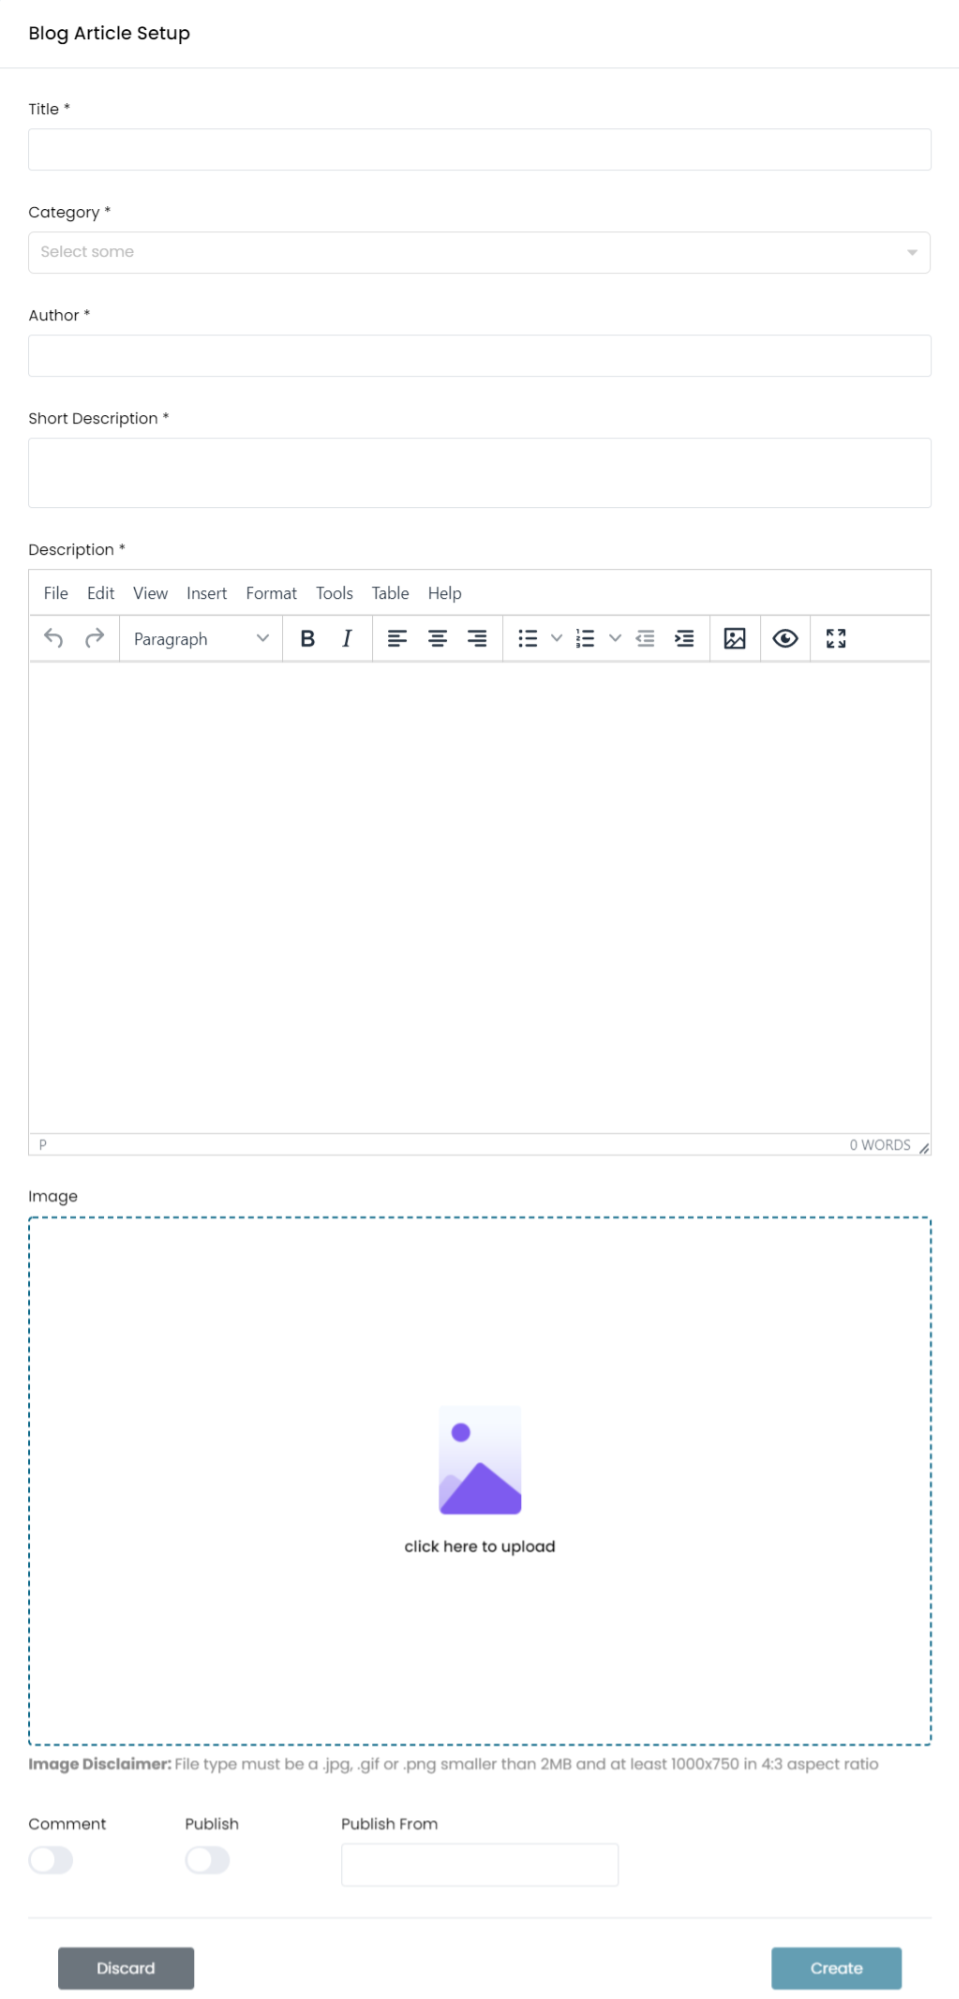 Blog Article Setup
Title *
Category *
Select some
Author *
Short Description *
Description *
File Edit View Insert Format Tools Table Help
Paragraph B I
P 0 WORDS
Image
click here to upload
Image Disclaimer: File type must be a .jpg, .gif or .png smaller than 2MB and at least 1000x750 in 4:3 aspect ratio
Comment Publish Publish From
Discard Create